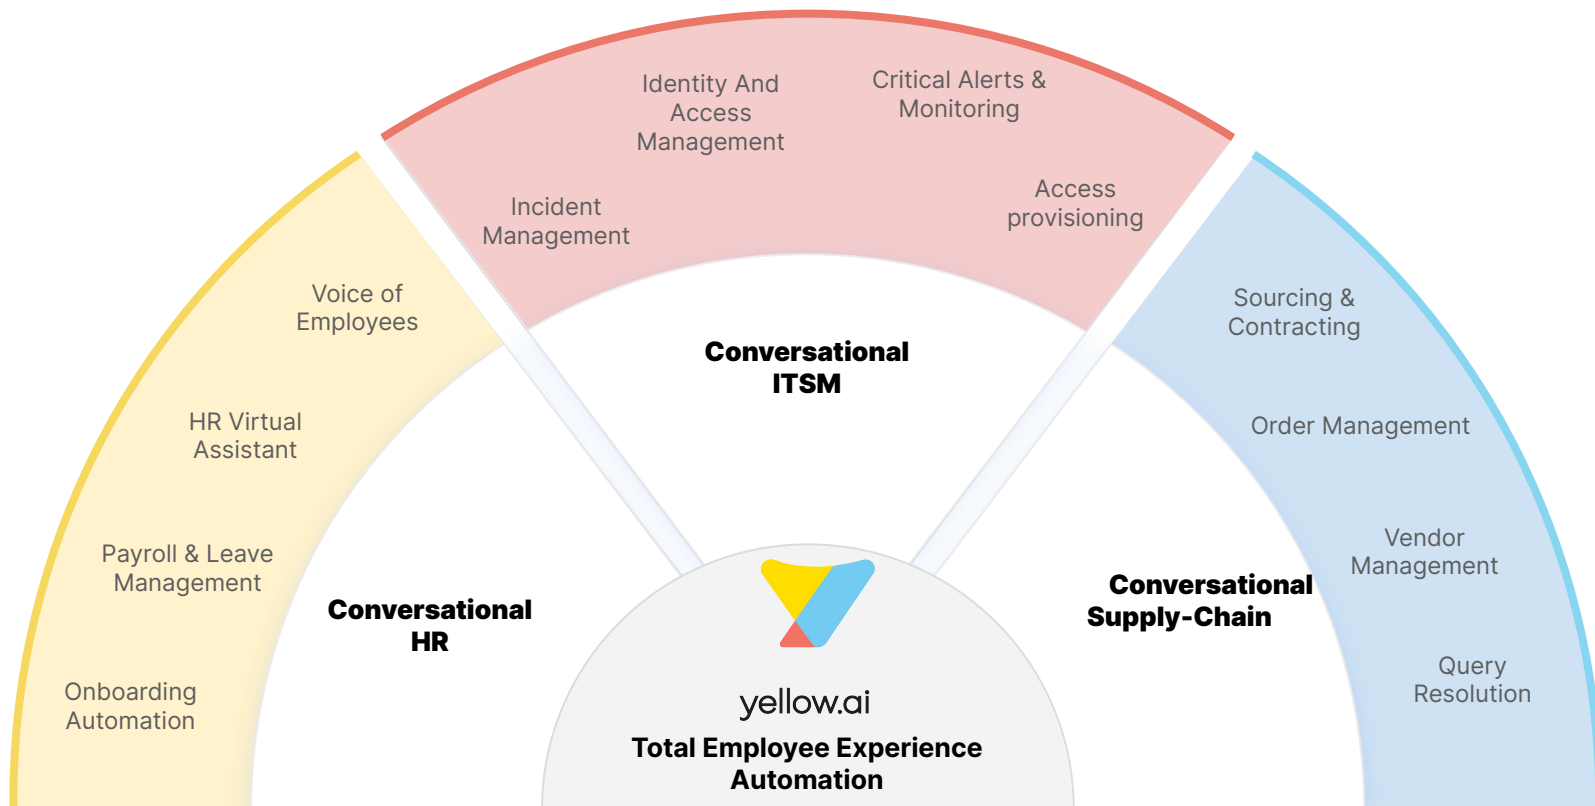 Identity And
Access
Management
Critical Alerts &
Monitoring
Incident
Management
Access
provisioning
Voice of
Employees
HR Virtual
Assistant
Payroll & Leave
Management
Onboarding
Automation
Conversational
ITSM
Conversational
HR
Conversational
Supply-Chain
Sourcing &
Contracting
Order Management
Vendor
Management
Query
Resolution
yellow.ai
Total Employee Experience
Automation